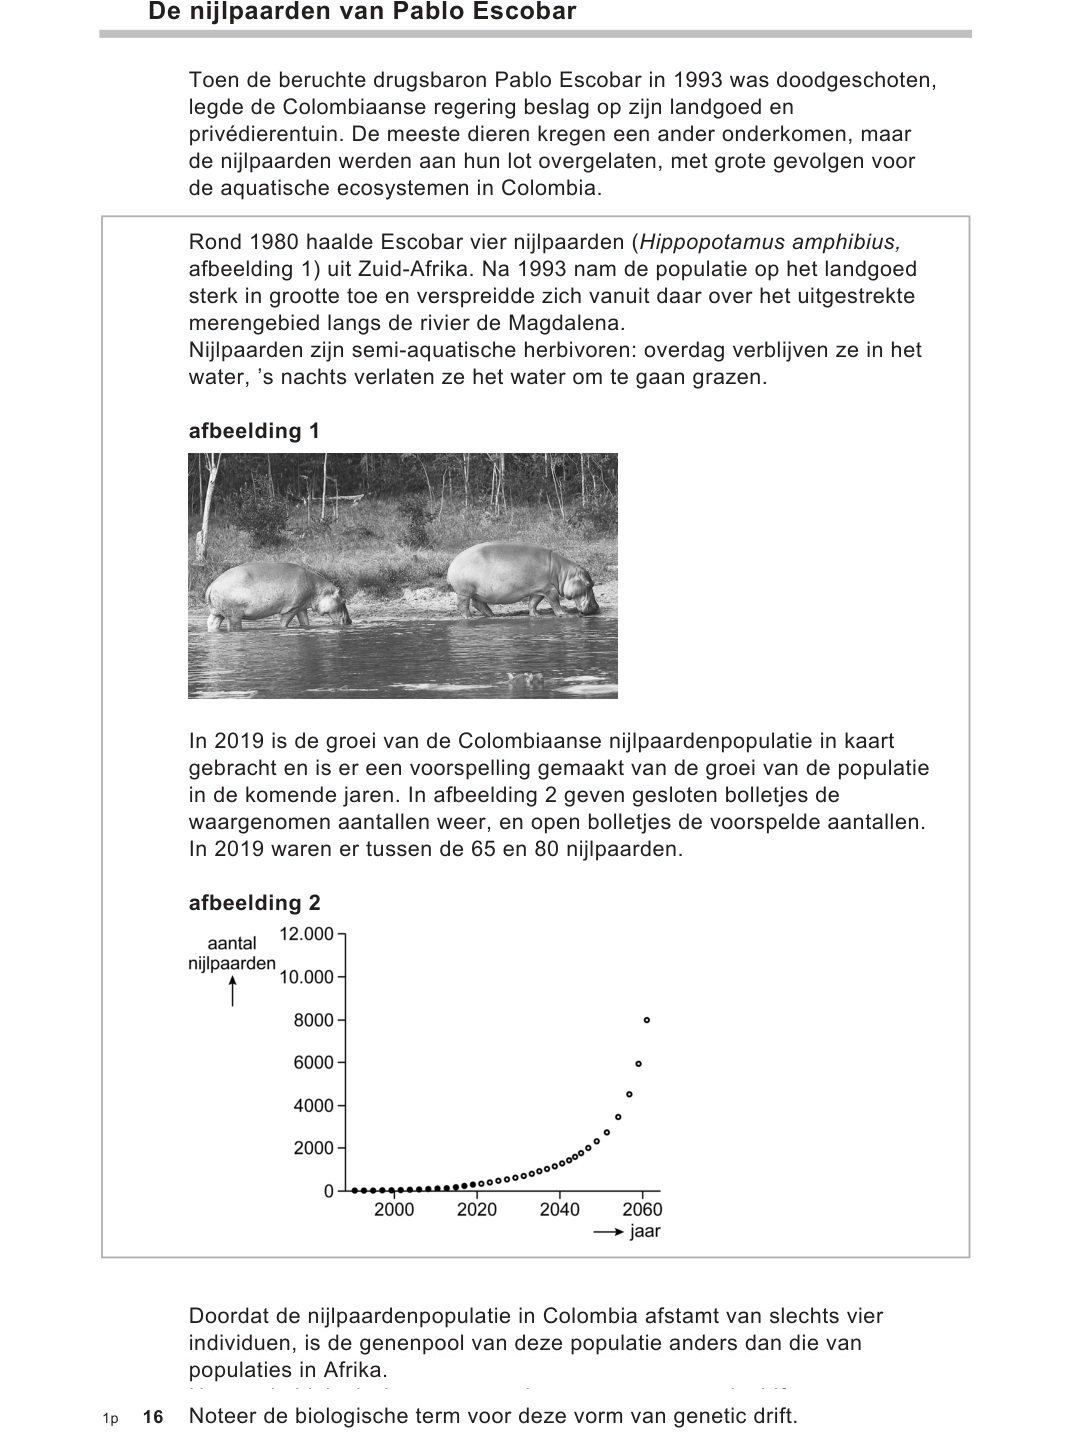 De nijlpaarden van Pablo Escobar
Toen de beruchte drugsbaron Pablo Escobar in 1993 was doodgeschoten,
legde de Colombiaanse regering beslag op zijn landgoed en
privédierentuin. De meeste dieren kregen een ander onderkomen, maar
de nijlpaarden werden aan hun lot overgelaten, met grote gevolgen voor
de aquatische ecosystemen in Colombia.
Rond 1980 haalde Escobar vier nijlpaarden (Hippopotamus amphibius,
afbeelding 1) uit Zuid-Afrika. Na 1993 nam de populatie op het landgoed
sterk in grootte toe en verspreidde zich vanuit daar over het uitgestrekte
merengebied langs de rivier de Magdalena.
Nijlpaarden zijn semi-aquatische herbivoren: overdag verblijven ze in het
water, ’s nachts verlaten ze het water om te gaan grazen.
afbeelding 1
In 2019 is de groei van de Colombiaanse nijlpaardenpopulatie in kaart
gebracht en is er een voorspelling gemaakt van de groei van de populatie
in de komende jaren. In afbeelding 2 geven gesloten bolletjes de
waargenomen aantallen weer, en open bolletjes de voorspelde aantallen.
In 2019 waren er tussen de 65 en 80 nijlpaarden.
afbeelding 2
aantal
nijlpaarden
12.000
10.000
8000
6000
4000
2000
0
2000 2020 2040 2060
jaar
Doordat de nijlpaardenpopulatie in Colombia afstamt van slechts vier
individuen, is de genenpool van deze populatie anders dan die van
populaties in Afrika.
1p 16 Noteer de biologische term voor deze vorm van genetic drift.